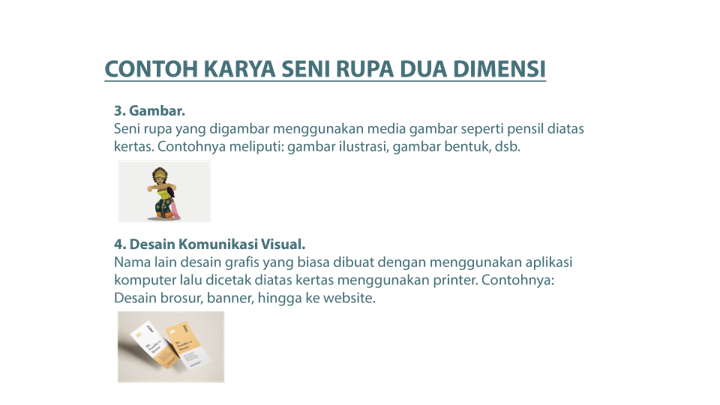 CONTOH KARYA SENI RUPA DUA DIMENSI
3. Gambar.
Seni rupa yang digambar menggunakan media gambar seperti pensil diatas
kertas. Contohnya meliputi: gambar ilustrasi, gambar bentuk, dsb.
4. Desain Komunikasi Visual.
Nama lain desain grafis yang biasa dibuat dengan menggunakan aplikasi
komputer lalu dicetak diatas kertas menggunakan printer. Contohnya:
Desain brosur, banner, hingga ke website.